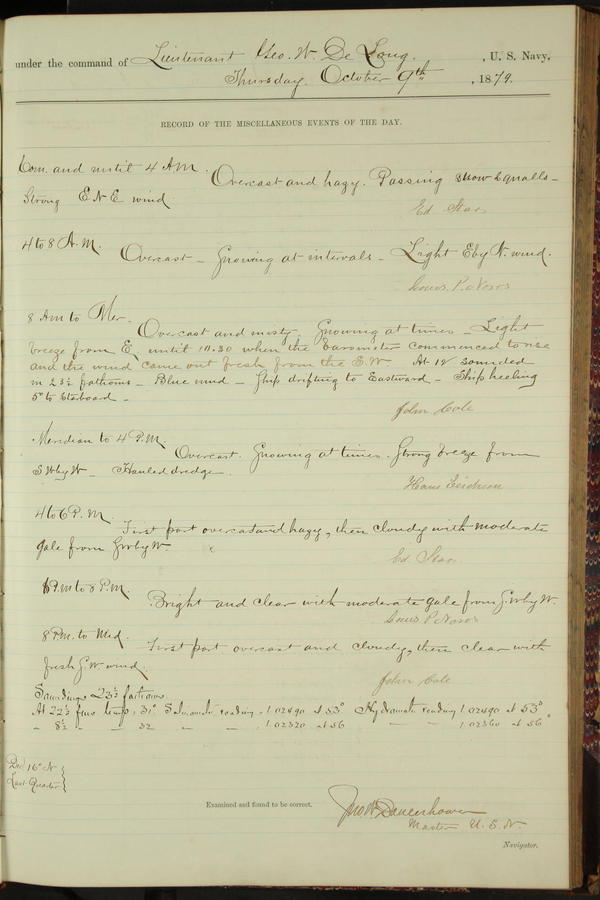 under the command of Lieutenant Geo. W. De Long, U. S. Navy,
Thursday, October 9th, 1879.
RECORD OF THE MISCELLANEOUS EVENTS OF THE DAY.
Com. and until 4 A.M.
Overcast and hazy. Passing snow squalls –
Strong E N E wind
Ed Star
4 to 8 A.M.
Overcast – Snowing at intervals – Light E by N. wind.
Louis P. Noros
8 AM to Mer.
Overcast and misty. Snowing at times – Light
breeze from E, until 10.30 when the barometer commenced to rise
and the wind came out fresh from the S.W. At 12 sounded
in 23½ fathoms – Blue mud – Ship drifting to Eastward – Ship heeling
5° to Starboard –
John Cole
Meridian to 4 P.M.
Overcast. Snowing at times. Strong breeze from
S W by W – Hauled dredge
Hans Erichsen
4 to 6 P.M.
First part overcast and hazy, then cloudy with moderate
gale from SW by W
Ed Star
6 P.M to 8 P.M.
Bright and clear with moderate gale from S.W by W.
Louis P. Noros
8 P.M. to Mid.
First part overcast and cloudy, then clear with
fresh S.W. wind.
John Cole
Soundings 23½ fathoms.
At 22½ fms temp. 31° Salinometer reading 1.02490 at 53° Hydrometer reading 1.02490 at 53°
" 8½ " " 32 " " 1.02320 at 56 " " 1.02360 at 56°
Dec 16° N
Last Quarter
Examined and found to be correct.
Jno W. Danenhower
Master U. S. N.
Navigator.